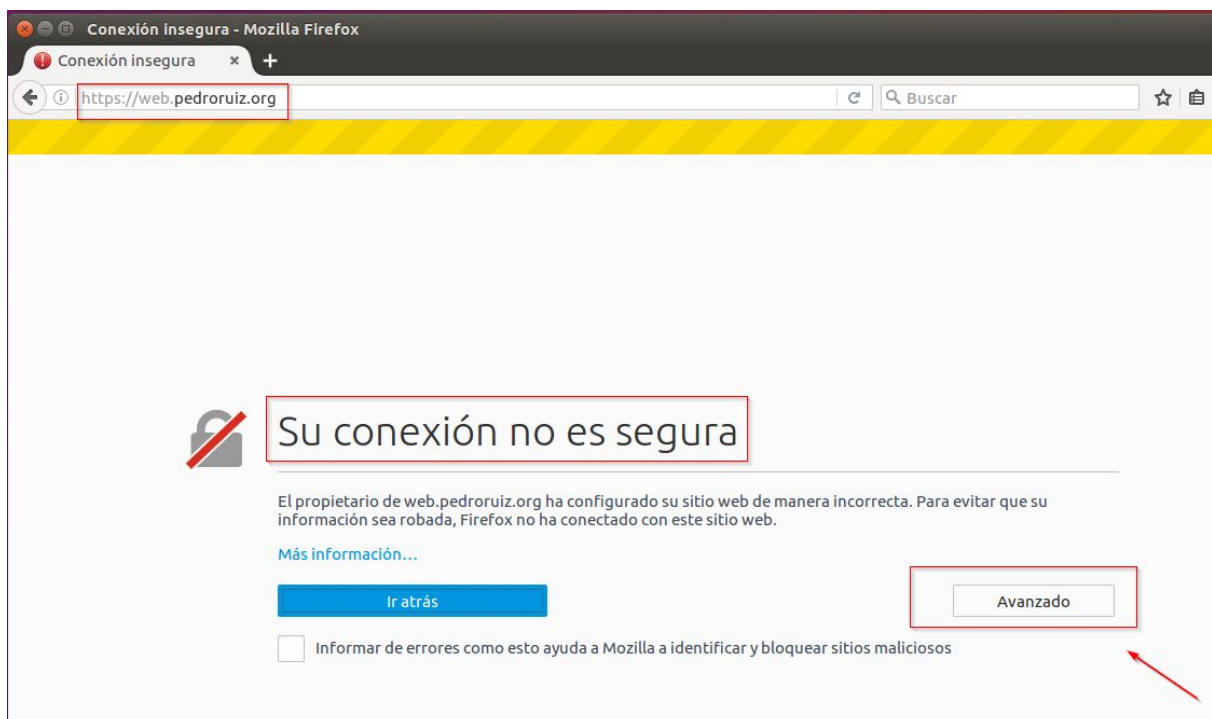 Conexión insegura - Mozilla Firefox
Conexión insegura
https://web.pedroruiz.org
Buscar
Su conexión no es segura
El propietario de web.pedroruiz.org ha configurado su sitio web de manera incorrecta. Para evitar que su
información sea robada, Firefox no ha conectado con este sitio web.
Más información…
Ir atrás
Avanzado
Informar de errores como esto ayuda a Mozilla a identificar y bloquear sitios maliciosos